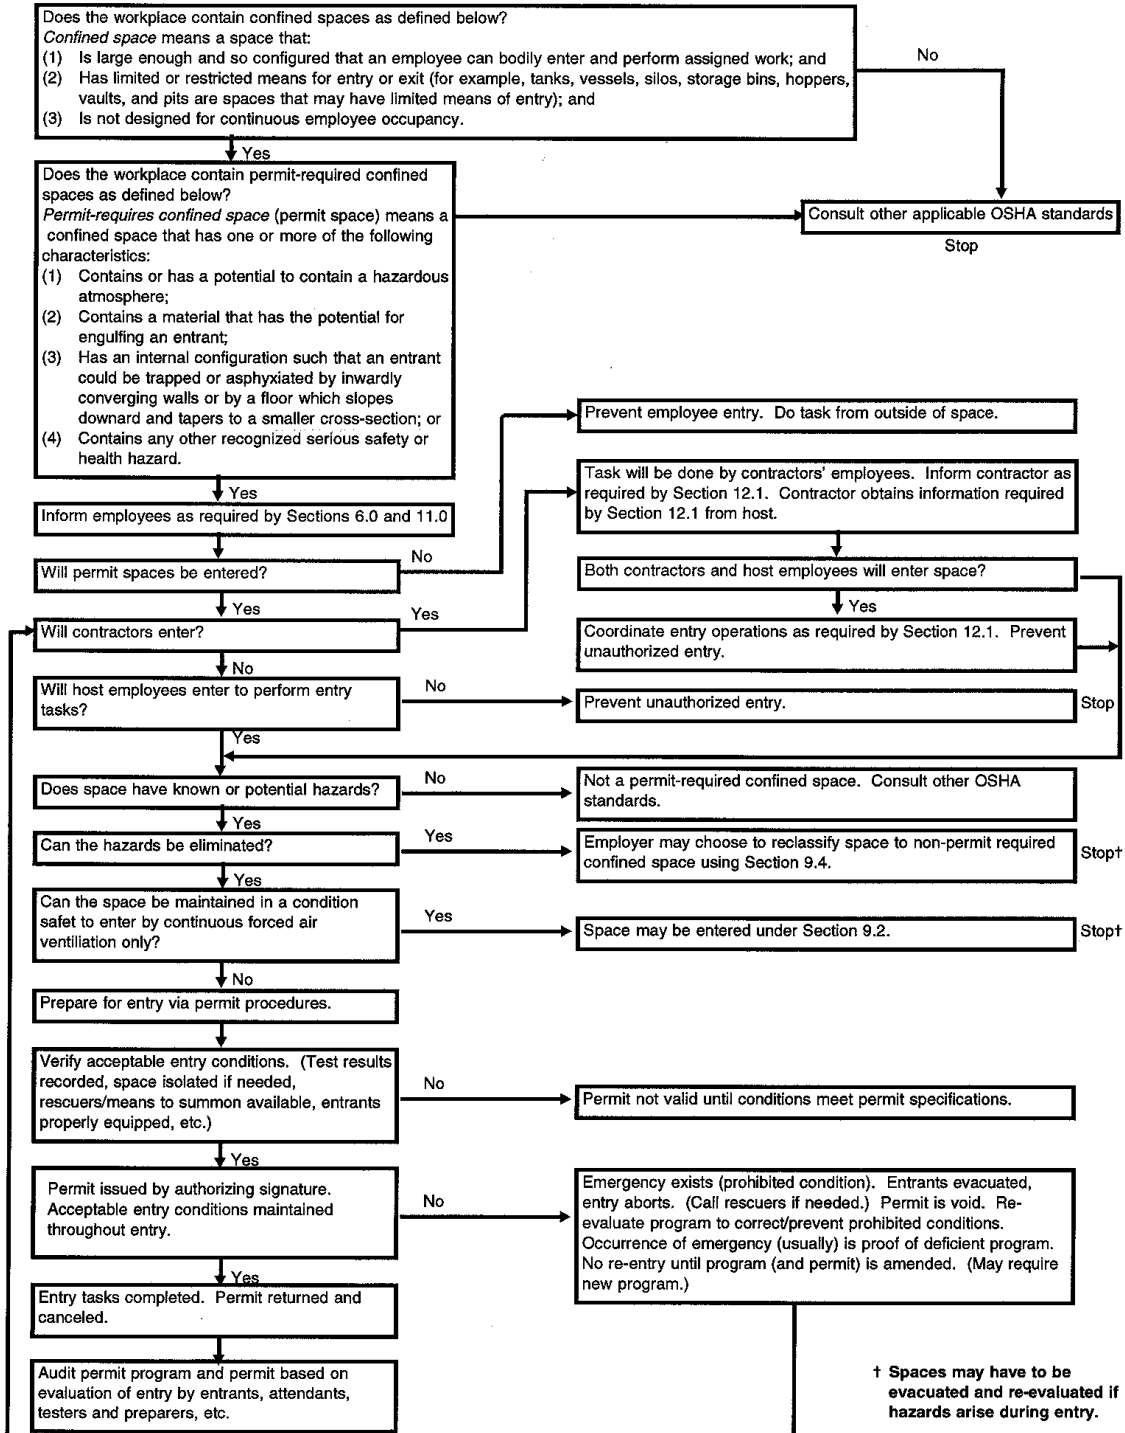 Does the workplace contain confined spaces as defined below?
Confined space means a space that:
(1) Is large enough and so configured that an employee can bodily enter and perform assigned work; and
(2) Has limited or restricted means for entry or exit (for example, tanks, vessels, silos, storage bins, hoppers,
vaults, and pits are spaces that may have limited means of entry); and
(3) Is not designed for continuous employee occupancy.
No
Yes
Does the workplace contain permit-required confined
spaces as defined below?
Permit-requires confined space (permit space) means a
confined space that has one or more of the following
characteristics:
(1) Contains or has a potential to contain a hazardous
atmosphere;
(2) Contains a material that has the potential for
engulfing an entrant;
(3) Has an internal configuration such that an entrant
could be trapped or asphyxiated by inwardly
converging walls or by a floor which slopes
downard and tapers to a smaller cross-section; or
(4) Contains any other recognized serious safety or
health hazard.
Consult other applicable OSHA standards
Stop
Yes
Inform employees as required by Sections 6.0 and 11.0
Will permit spaces be entered?
No
Prevent employee entry. Do task from outside of space.
Yes
Will contractors enter?
Yes
Task will be done by contractors' employees. Inform contractor as
required by Section 12.1. Contractor obtains information required
by Section 12.1 from host.
Both contractors and host employees will enter space?
Yes
Coordinate entry operations as required by Section 12.1. Prevent
unauthorized entry.
No
Will host employees enter to perform entry
tasks?
No
Prevent unauthorized entry.
Stop
Yes
Does space have known or potential hazards?
No
Not a permit-required confined space. Consult other OSHA
standards.
Yes
Can the hazards be eliminated?
Yes
Employer may choose to reclassify space to non-permit required
confined space using Section 9.4.
Stop†
Yes
Can the space be maintained in a condition
safet to enter by continuous forced air
ventiliation only?
Yes
Space may be entered under Section 9.2.
Stop†
No
Prepare for entry via permit procedures.
Verify acceptable entry conditions. (Test results
recorded, space isolated if needed,
rescuers/means to summon available, entrants
properly equipped, etc.)
No
Permit not valid until conditions meet permit specifications.
Yes
Permit issued by authorizing signature.
Acceptable entry conditions maintained
throughout entry.
No
Emergency exists (prohibited condition). Entrants evacuated,
entry aborts. (Call rescuers if needed.) Permit is void. Re-
evaluate program to correct/prevent prohibited conditions.
Occurrence of emergency (usually) is proof of deficient program.
No re-entry until program (and permit) is amended. (May require
new program.)
Yes
Entry tasks completed. Permit returned and
canceled.
Audit permit program and permit based on
evaluation of entry by entrants, attendants,
testers and preparers, etc.
† Spaces may have to be
evacuated and re-evaluated if
hazards arise during entry.